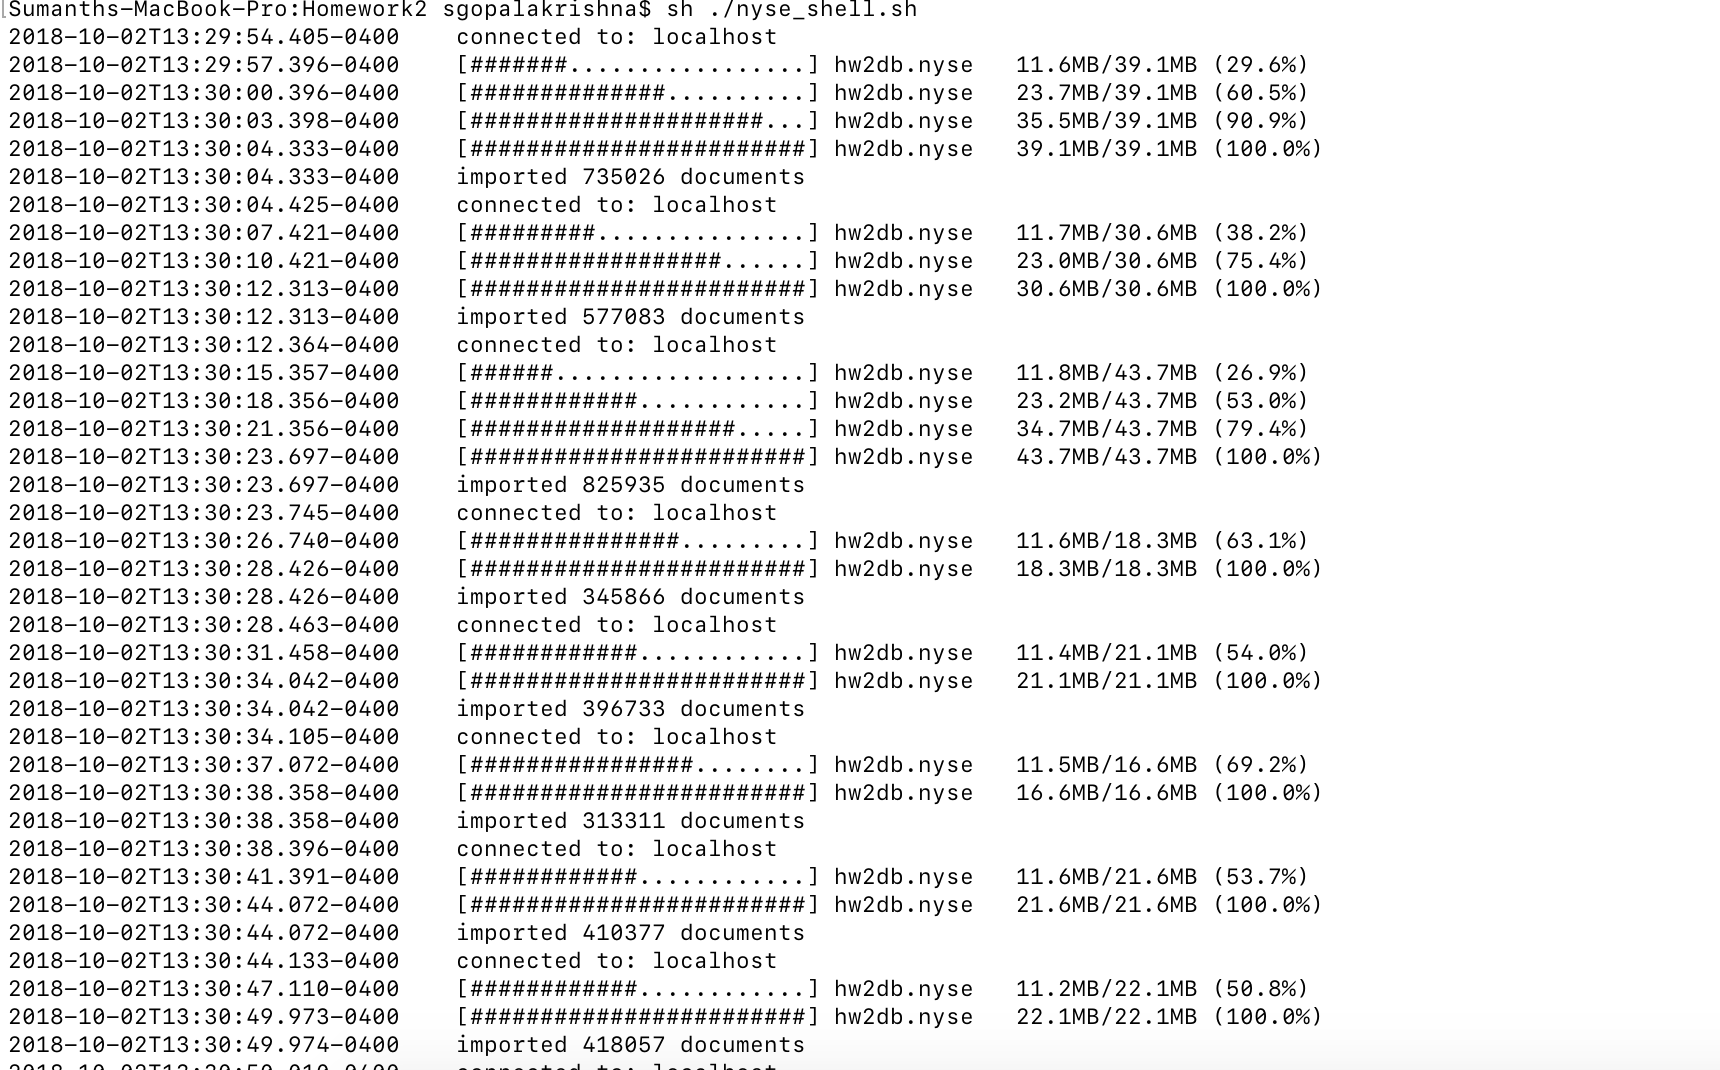 Sumanths-MacBook-Pro:Homework2 sgopalakrishna$ sh ./nyse_shell.sh
2018-10-02T13:29:54.405-0400    connected to: localhost
2018-10-02T13:29:57.396-0400    [#######.................] hw2db.nyse   11.6MB/39.1MB (29.6%)
2018-10-02T13:30:00.396-0400    [##############..........] hw2db.nyse   23.7MB/39.1MB (60.5%)
2018-10-02T13:30:03.398-0400    [#####################...] hw2db.nyse   35.5MB/39.1MB (90.9%)
2018-10-02T13:30:04.333-0400    [########################] hw2db.nyse   39.1MB/39.1MB (100.0%)
2018-10-02T13:30:04.333-0400    imported 735026 documents
2018-10-02T13:30:04.425-0400    connected to: localhost
2018-10-02T13:30:07.421-0400    [#########...............] hw2db.nyse   11.7MB/30.6MB (38.2%)
2018-10-02T13:30:10.421-0400    [##################......] hw2db.nyse   23.0MB/30.6MB (75.4%)
2018-10-02T13:30:12.313-0400    [########################] hw2db.nyse   30.6MB/30.6MB (100.0%)
2018-10-02T13:30:12.313-0400    imported 577083 documents
2018-10-02T13:30:12.364-0400    connected to: localhost
2018-10-02T13:30:15.357-0400    [######..................] hw2db.nyse   11.8MB/43.7MB (26.9%)
2018-10-02T13:30:18.356-0400    [############............] hw2db.nyse   23.2MB/43.7MB (53.0%)
2018-10-02T13:30:21.356-0400    [###################.....] hw2db.nyse   34.7MB/43.7MB (79.4%)
2018-10-02T13:30:23.697-0400    [########################] hw2db.nyse   43.7MB/43.7MB (100.0%)
2018-10-02T13:30:23.697-0400    imported 825935 documents
2018-10-02T13:30:23.745-0400    connected to: localhost
2018-10-02T13:30:26.740-0400    [###############.........] hw2db.nyse   11.6MB/18.3MB (63.1%)
2018-10-02T13:30:28.426-0400    [########################] hw2db.nyse   18.3MB/18.3MB (100.0%)
2018-10-02T13:30:28.426-0400    imported 345866 documents
2018-10-02T13:30:28.463-0400    connected to: localhost
2018-10-02T13:30:31.458-0400    [############............] hw2db.nyse   11.4MB/21.1MB (54.0%)
2018-10-02T13:30:34.042-0400    [########################] hw2db.nyse   21.1MB/21.1MB (100.0%)
2018-10-02T13:30:34.042-0400    imported 396733 documents
2018-10-02T13:30:34.105-0400    connected to: localhost
2018-10-02T13:30:37.072-0400    [################........] hw2db.nyse   11.5MB/16.6MB (69.2%)
2018-10-02T13:30:38.358-0400    [########################] hw2db.nyse   16.6MB/16.6MB (100.0%)
2018-10-02T13:30:38.358-0400    imported 313311 documents
2018-10-02T13:30:38.396-0400    connected to: localhost
2018-10-02T13:30:41.391-0400    [############............] hw2db.nyse   11.6MB/21.6MB (53.7%)
2018-10-02T13:30:44.072-0400    [########################] hw2db.nyse   21.6MB/21.6MB (100.0%)
2018-10-02T13:30:44.072-0400    imported 410377 documents
2018-10-02T13:30:44.133-0400    connected to: localhost
2018-10-02T13:30:47.110-0400    [############............] hw2db.nyse   11.2MB/22.1MB (50.8%)
2018-10-02T13:30:49.973-0400    [########################] hw2db.nyse   22.1MB/22.1MB (100.0%)
2018-10-02T13:30:49.974-0400    imported 418057 documents
connected to: localhost